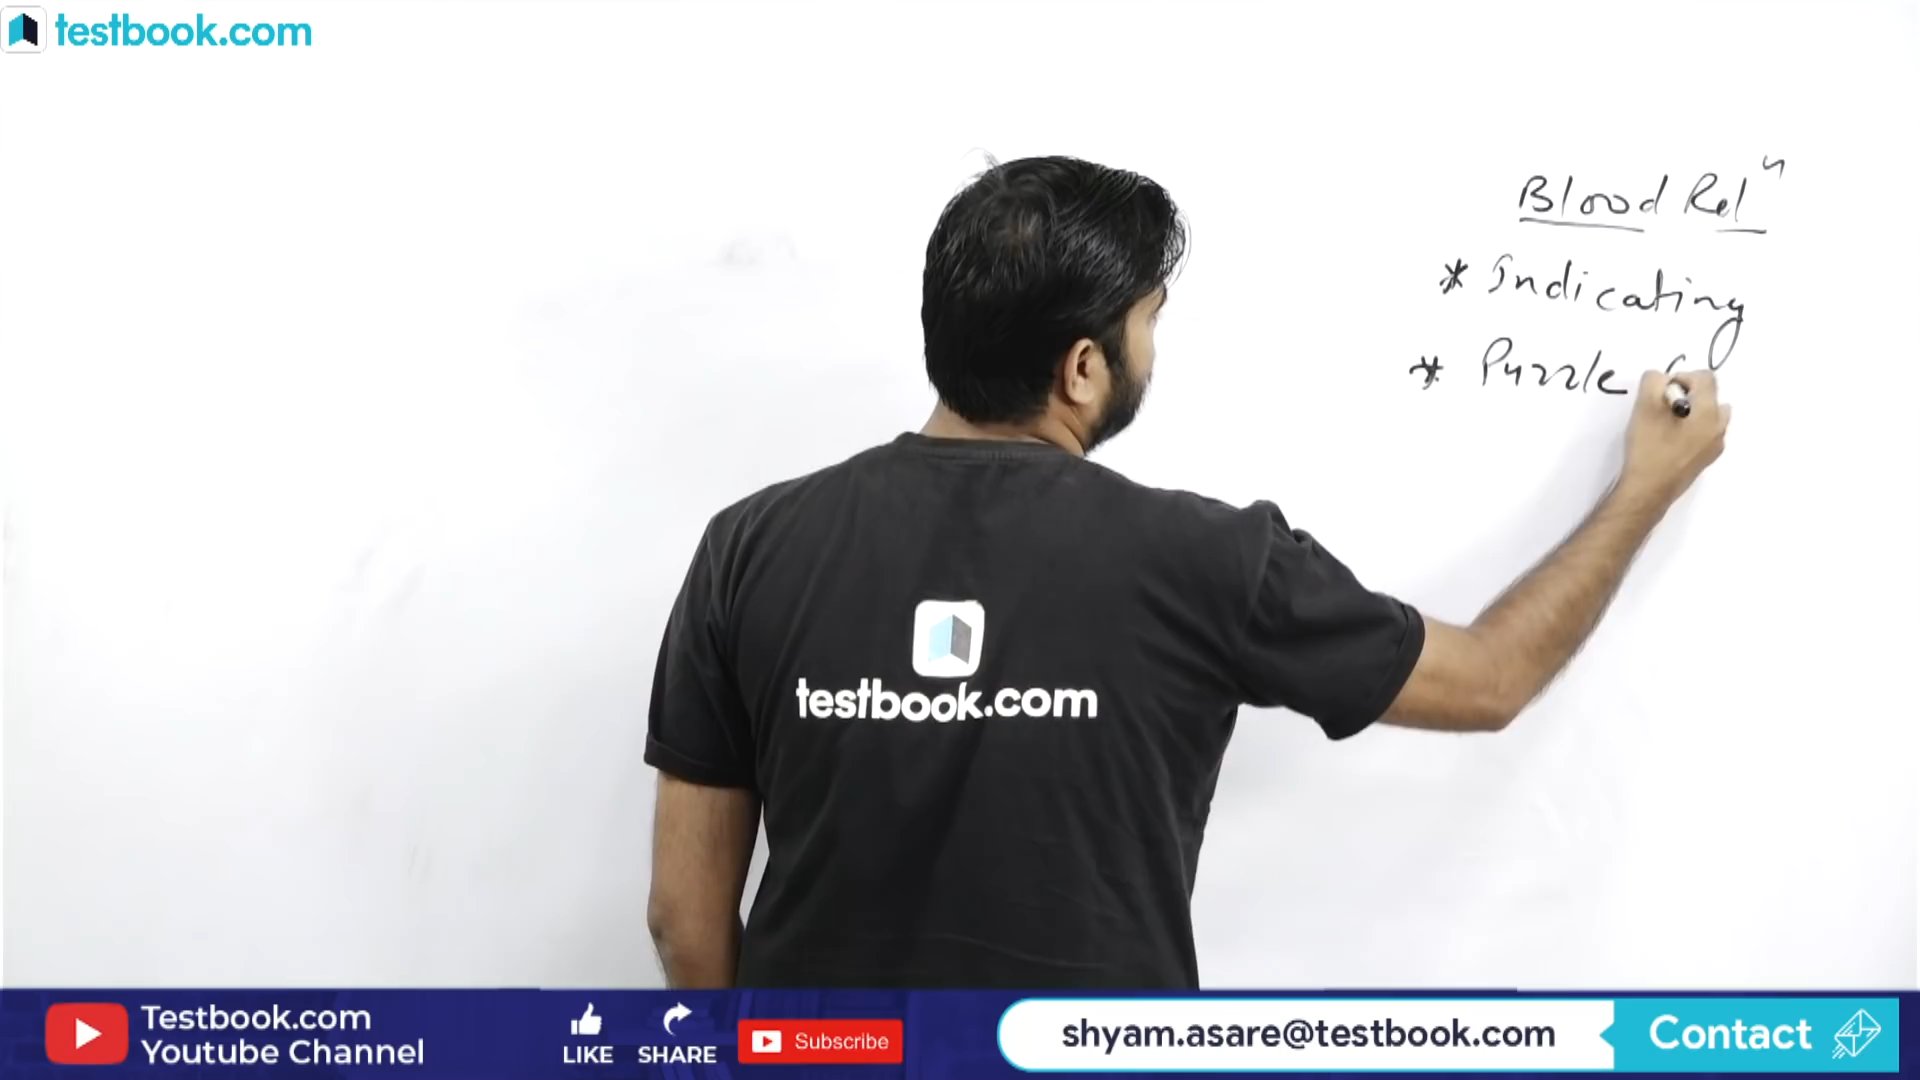 testbook.com
Blood Relⁿ
* Indicating
* Puzzle
testbook.com
Testbook.com
Youtube Channel
LIKE
SHARE
Subscribe
shyam.asare@testbook.com
Contact